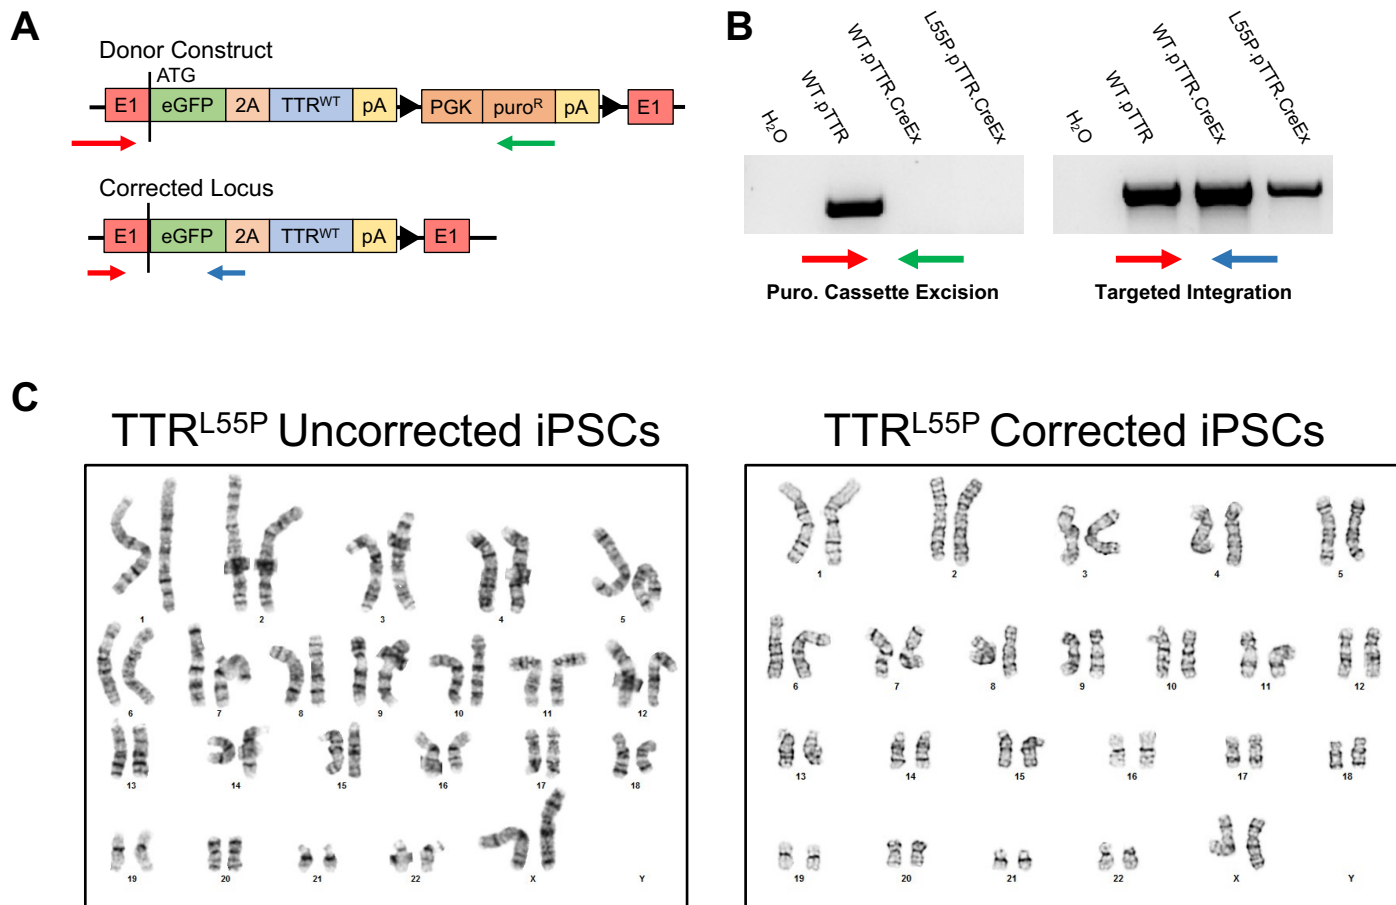 A
Donor Construct
ATG
E1 eGFP 2A TTRWT pA PGK puroR pA E1
Corrected Locus
E1 eGFP 2A TTRWT pA E1
B
H2O WT.pTTR WT.pTTR.CreEx L55P.pTTR.CreEx
H2O WT.pTTR WT.pTTR.CreEx L55P.pTTR.CreEx
Puro. Cassette Excision
Targeted Integration
C
TTRL55P Uncorrected iPSCs
1 2 3 4 5
6 7 8 9 10 11 12
13 14 15 16 17 18
19 20 21 22 X Y
TTRL55P Corrected iPSCs
1 2 3 4 5
6 7 8 9 10 11 12
13 14 15 16 17 18
19 20 21 22 X Y